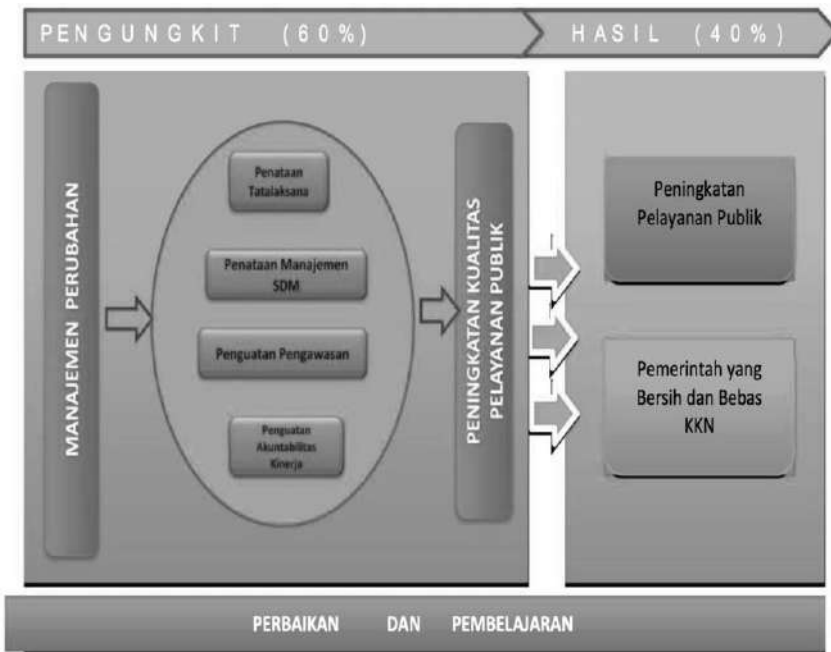 PENGUNGKIT (60%)
HASIL (40%)
MANAJEMEN PERUBAHAN
Penataan
Tatalaksana
Penataan Manajemen
SDM
Penguatan Pengawasan
Penguatan
Akuntabilitas
Kinerja
PENINGKATAN KUALITAS
PELAYANAN PUBLIK
Peningkatan
Pelayanan Publik
Pemerintah yang
Bersih dan Bebas
KKN
PERBAIKAN DAN PEMBELAJARAN